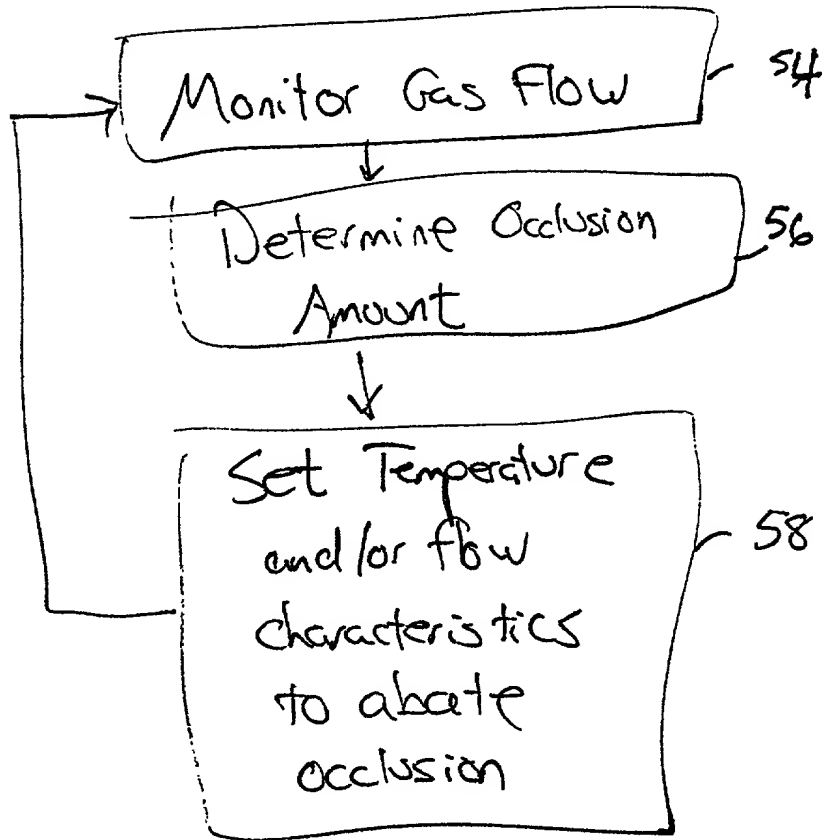 Monitor Gas Flow
54
Determine Occlusion
56
Amount
Set Temperature
and/or flow
58
characteristics
to abate
occlusion